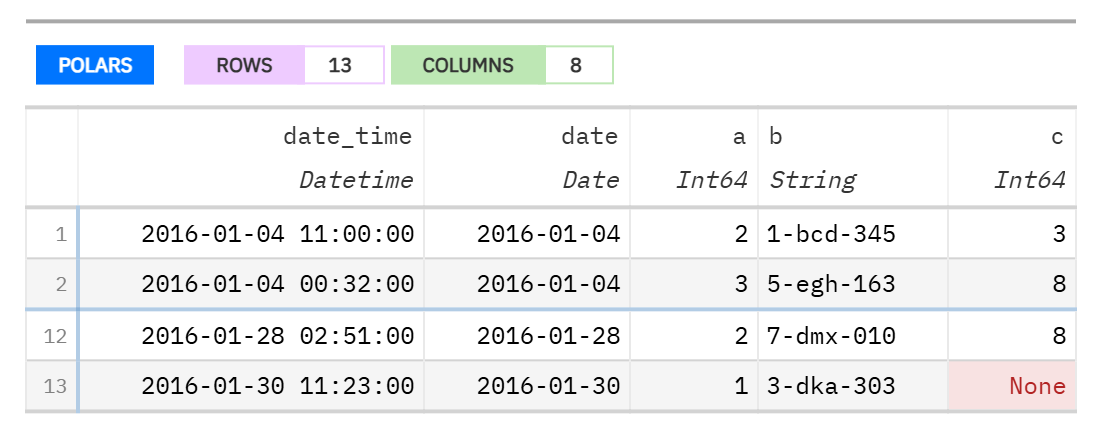 POLARS ROWS 13 COLUMNS 8
date_time date a b c
Datetime Date Int64 String Int64
1 2016-01-04 11:00:00 2016-01-04 2 1-bcd-345 3
2 2016-01-04 00:32:00 2016-01-04 3 5-egh-163 8
12 2016-01-28 02:51:00 2016-01-28 2 7-dmx-010 8
13 2016-01-30 11:23:00 2016-01-30 1 3-dka-303 None